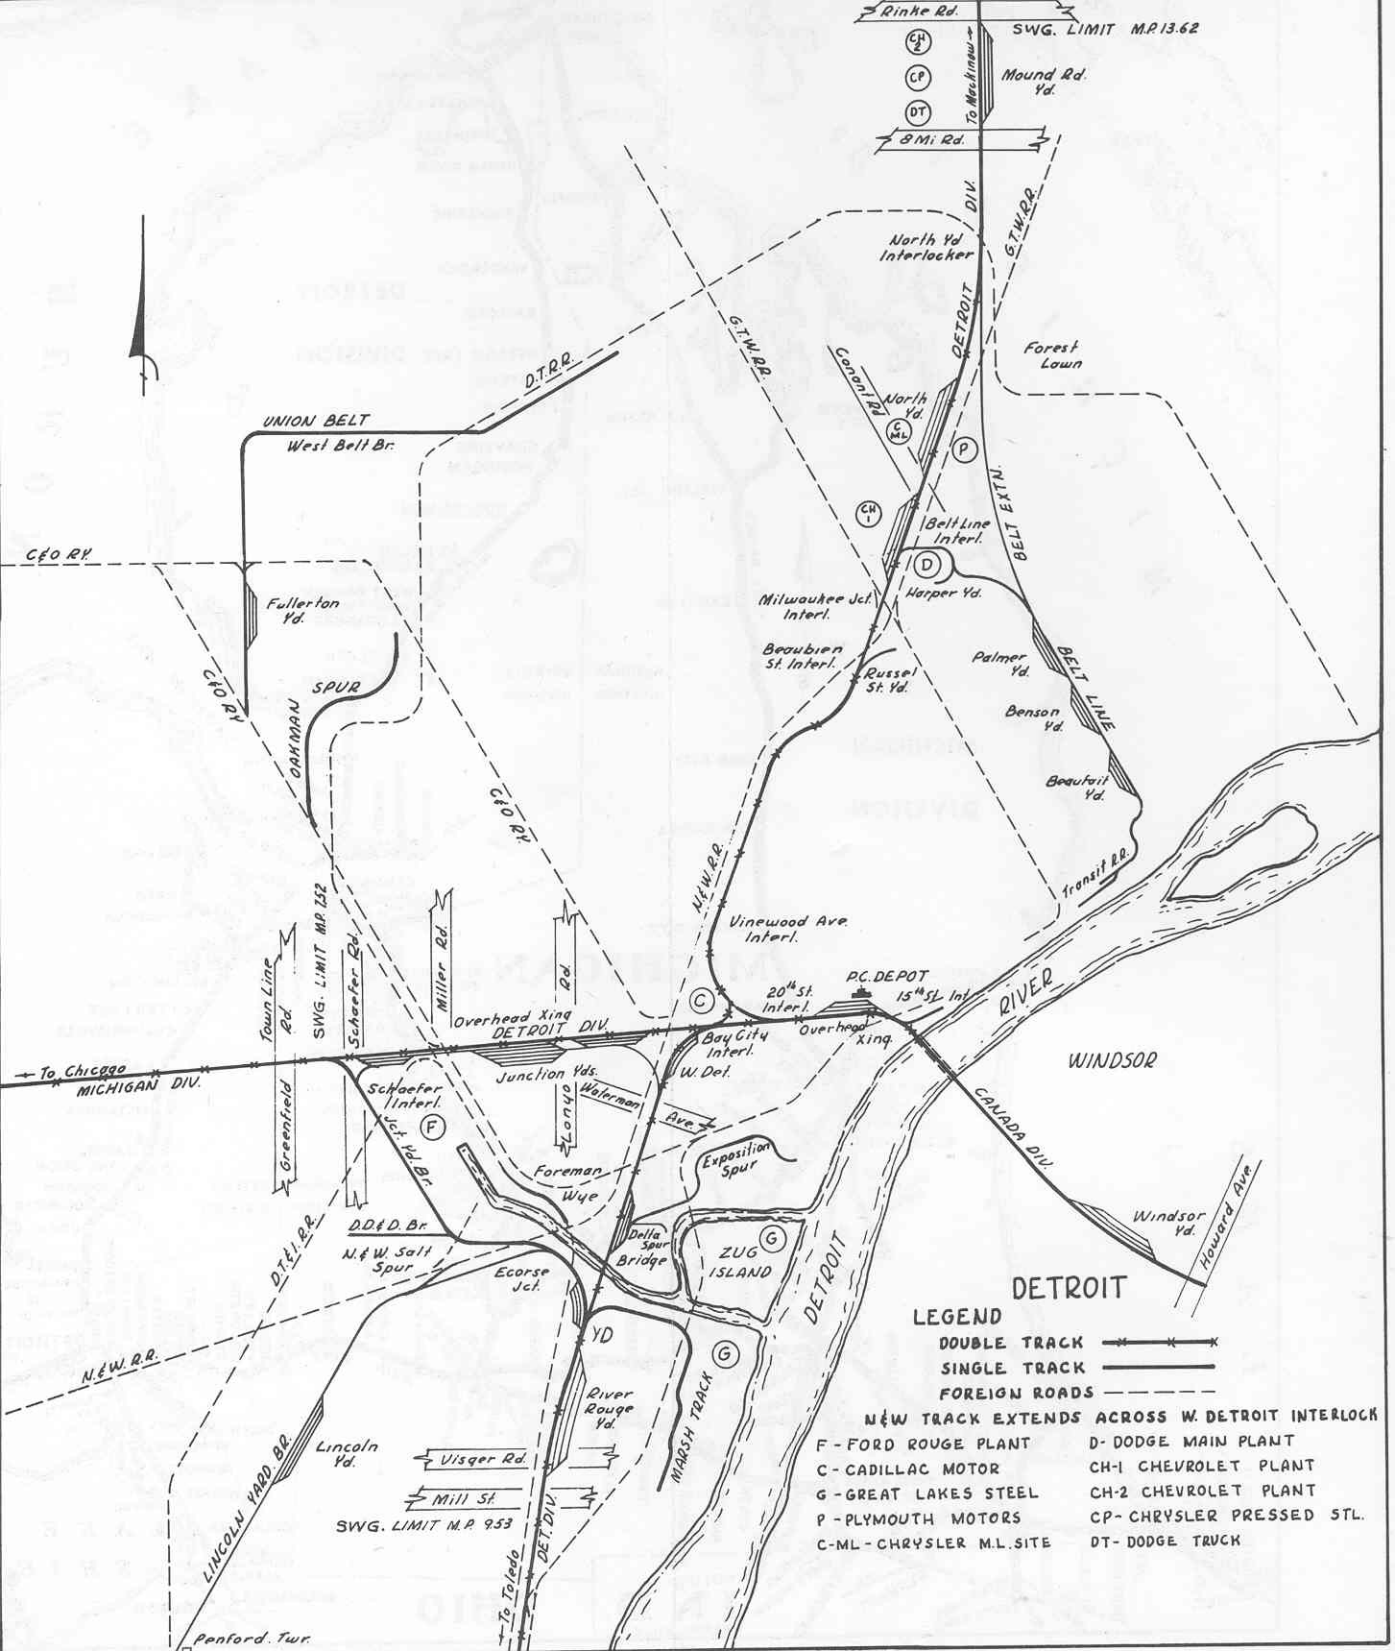 Rinke Rd.
SWG. LIMIT M.P. 13.62
CH
2
CP
DT
To Mackinaw
Mound Rd.
Yd.
8 Mi Rd.
DETROIT DIV.
G.T.W.R.R.
North Yd
Interlocker
G.T.W.R.R.
Conant Rd
North
Yd.
C
ML
P
Forest
Lawn
D.T.R.R.
UNION BELT
West Belt Br.
CH
1
Belt Line
Interl.
BELT EXTN.
D
Harper Yd.
C&O RY.
Fullerton
Yd.
Milwaukee Jct.
Interl.
Beaubien
St. Interl.
Russel
St. Yd.
Palmer
Yd.
BELT LINE
Benson
Yd.
Beaufait
Yd.
C&O RY
OAKMAN SPUR
C&O RY.
Transit R.R.
N.&W.R.R.
Vinewood Ave.
Interl.
Town Line
Rd
SWG. LIMIT M.P. 7.52
Schaefer Rd.
Miller Rd.
Rd.
C
20th St.
Interl.
P.C. DEPOT
15th St. Int.
RIVER
Overhead Xing
DETROIT DIV.
Overhead
Xing.
Bay City
Interl.
W. Det.
WINDSOR
To Chicago
MICHIGAN DIV.
Greenfield
Schaefer
Interl.
Junction Yds.
Lonyo
Waterman Ave.
F
Jct. Yd. Br.
CANADA DIV.
Foreman
Wye
Exposition
Spur
D.D.&D. Br.
N.&W. Salt
Spur
D.T.&I. R.R.
Ecorse
Jct.
Delta
Spur
Bridge
ZUG
ISLAND
G
DETROIT
Windsor
Yd.
Howard Ave.
N.&W.R.R.
YD
G
River
Rouge
Yd.
MARSH TRACK
Lincoln
Yd.
LINCOLN YARD BR.
Visger Rd.
Mill St.
SWG. LIMIT M.P. 9.53
DET. DIV.
To Toledo
Penford. Twr.
DETROIT
LEGEND
DOUBLE TRACK
SINGLE TRACK
FOREIGN ROADS
N&W TRACK EXTENDS ACROSS W. DETROIT INTERLOCK
F - FORD ROUGE PLANT
D - DODGE MAIN PLANT
C - CADILLAC MOTOR
CH-1 CHEVROLET PLANT
G - GREAT LAKES STEEL
CH-2 CHEVROLET PLANT
P - PLYMOUTH MOTORS
CP - CHRYSLER PRESSED STL.
C-ML - CHRYSLER M.L. SITE
DT - DODGE TRUCK